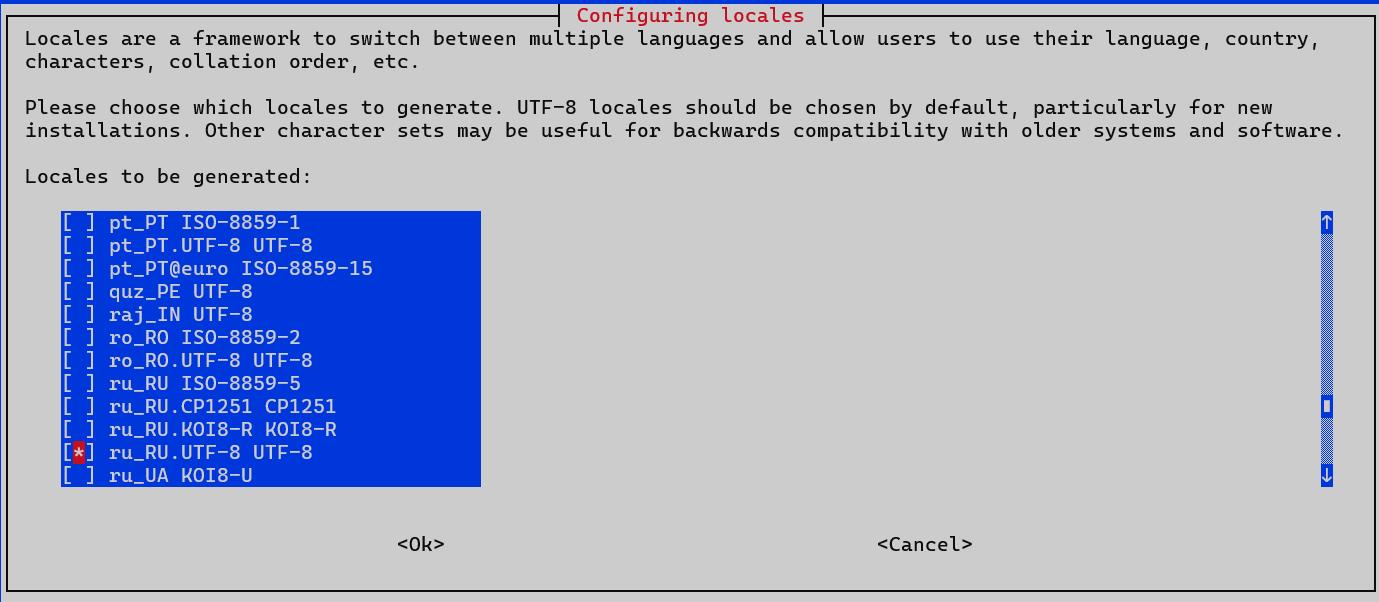 Configuring locales
Locales are a framework to switch between multiple languages and allow users to use their language, country,
characters, collation order, etc.
Please choose which locales to generate. UTF-8 locales should be chosen by default, particularly for new
installations. Other character sets may be useful for backwards compatibility with older systems and software.
Locales to be generated:
[ ] pt_PT ISO-8859-1
[ ] pt_PT.UTF-8 UTF-8
[ ] pt_PT@euro ISO-8859-15
[ ] quz_PE UTF-8
[ ] raj_IN UTF-8
[ ] ro_RO ISO-8859-2
[ ] ro_RO.UTF-8 UTF-8
[ ] ru_RU ISO-8859-5
[ ] ru_RU.CP1251 CP1251
[ ] ru_RU.KOI8-R KOI8-R
[*] ru_RU.UTF-8 UTF-8
[ ] ru_UA KOI8-U
<Ok> <Cancel>